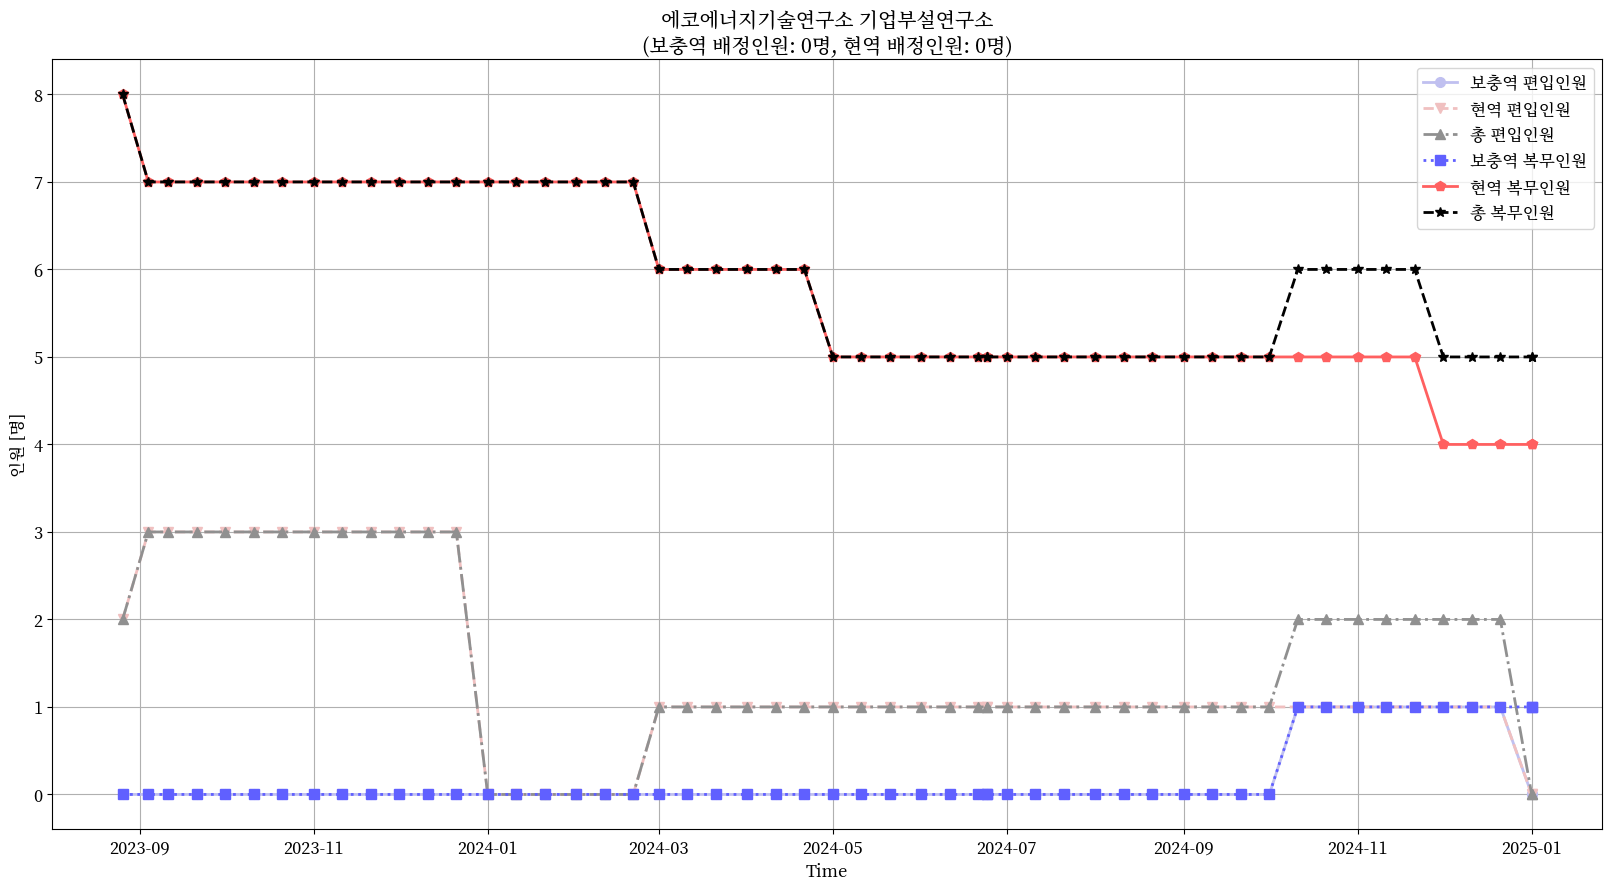 에코에너지기술연구소 기업부설연구소
(보충역 배정인원: 0명, 현역 배정인원: 0명)
보충역 편입인원
현역 편입인원
총 편입인원
보충역 복무인원
현역 복무인원
총 복무인원
인원 [명]
8
7
6
5
4
3
2
1
0
2023-09
2023-11
2024-01
2024-03
2024-05
2024-07
2024-09
2024-11
2025-01
Time